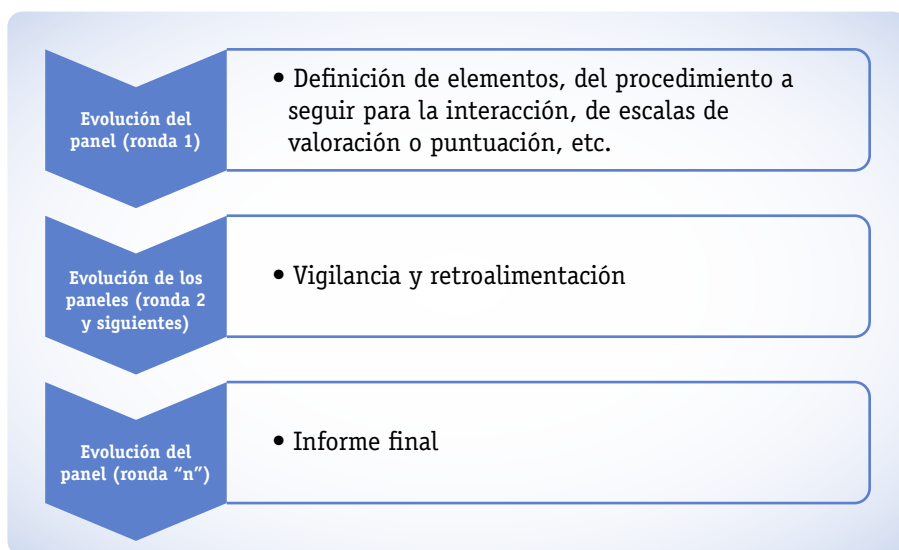 Evolución del
panel (ronda 1)
• Definición de elementos, del procedimiento a
seguir para la interacción, de escalas de
valoración o puntuación, etc.
Evolución de los
paneles (ronda 2
y siguientes)
• Vigilancia y retroalimentación
Evolución del
panel (ronda “n”)
• Informe final